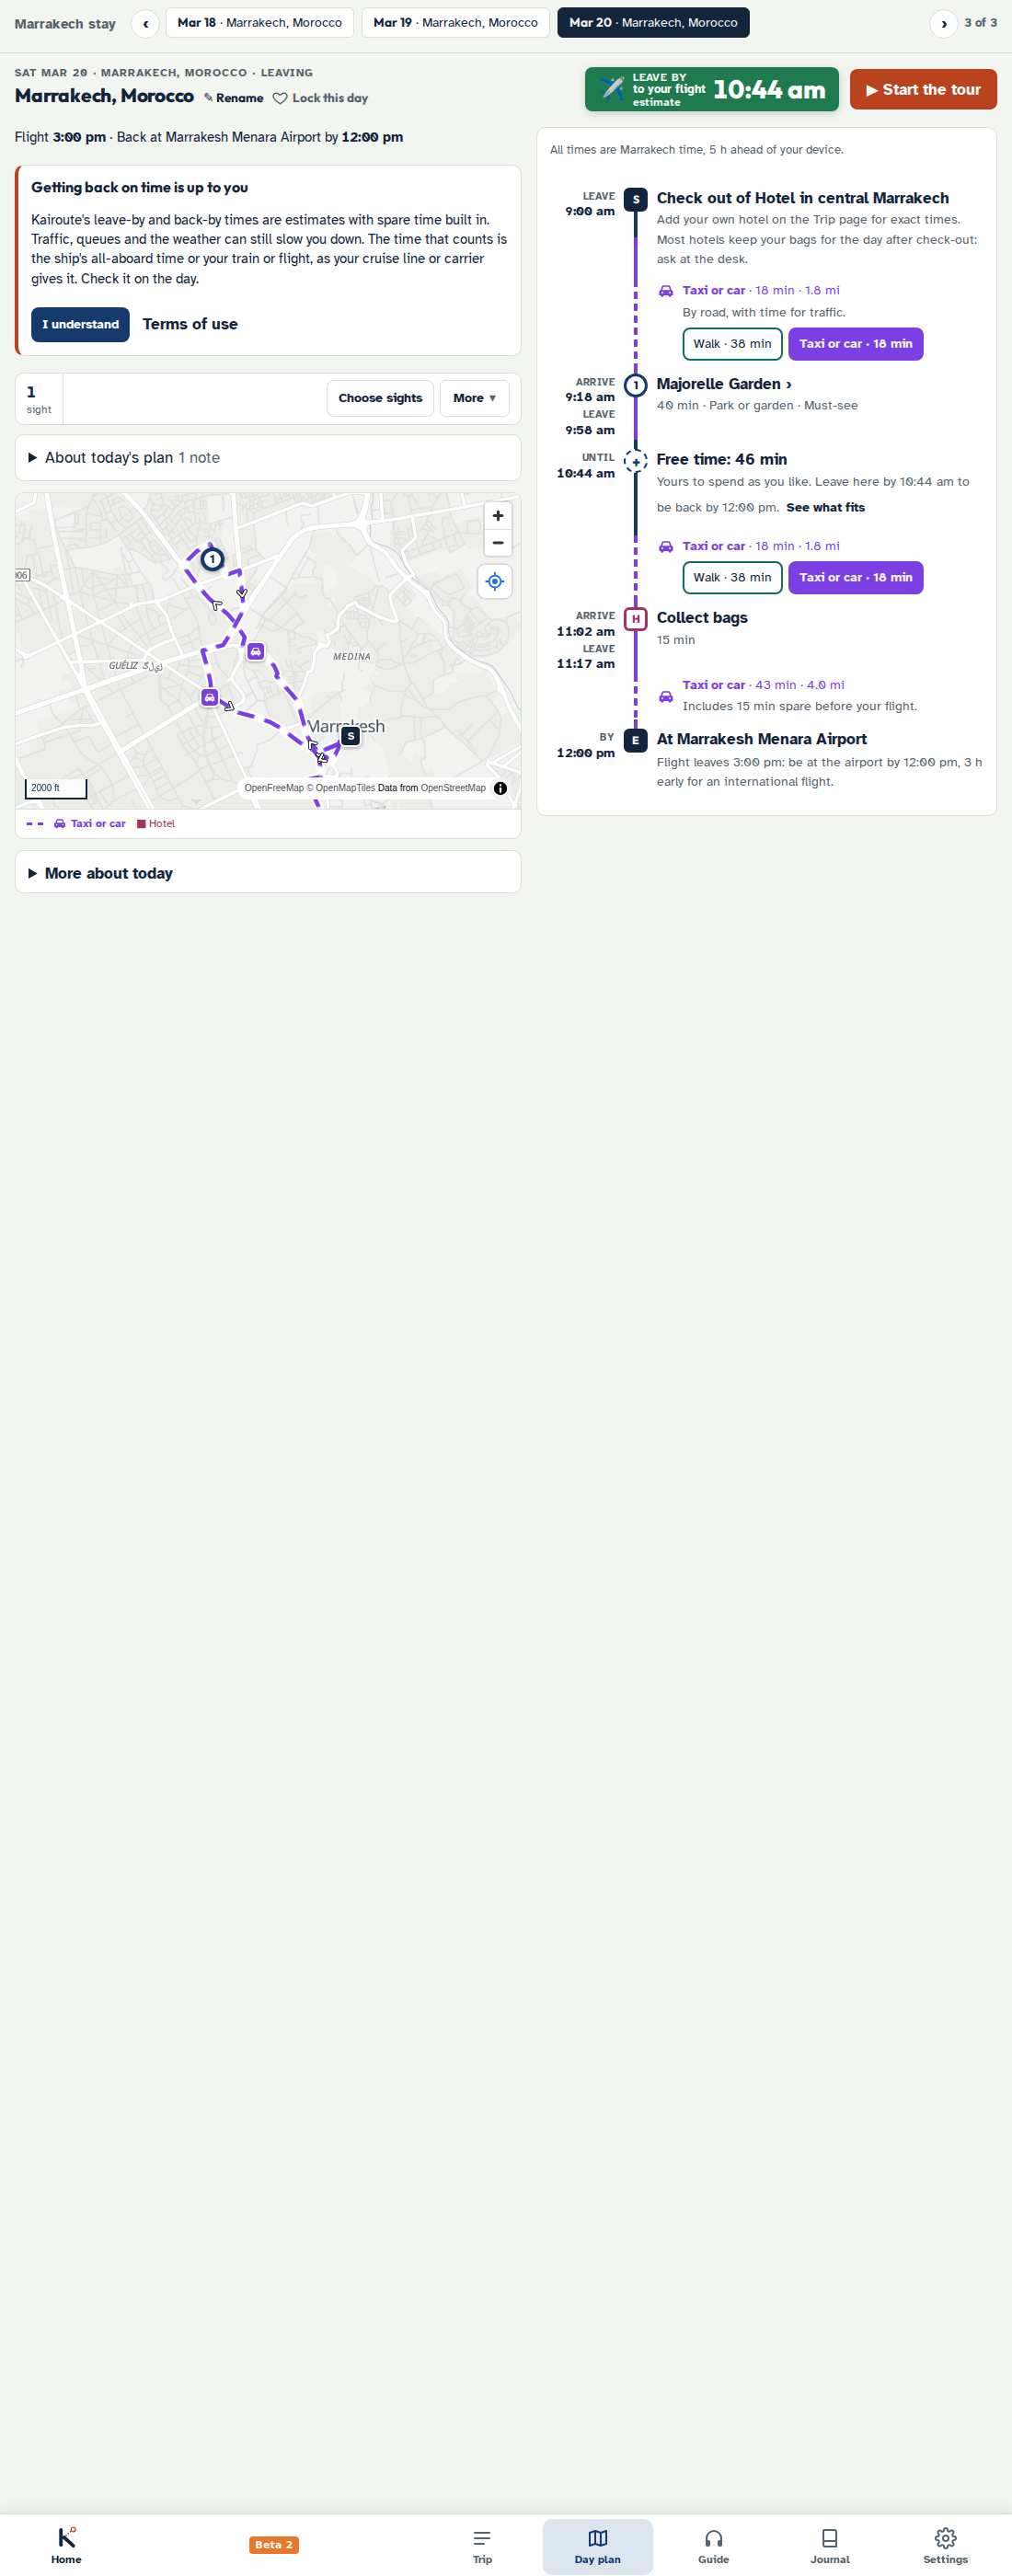 Marrakech stay
‹
Mar 18 · Marrakech, Morocco
Mar 19 · Marrakech, Morocco
Mar 20 · Marrakech, Morocco
›
3 of 3
SAT MAR 20 · MARRAKECH, MOROCCO · LEAVING
Marrakech, Morocco
✎ Rename
Lock this day
LEAVE BY
to your flight
estimate
10:44 am
▶ Start the tour
Flight 3:00 pm · Back at Marrakesh Menara Airport by 12:00 pm
Getting back on time is up to you
Kairoute's leave-by and back-by times are estimates with spare time built in.
Traffic, queues and the weather can still slow you down. The time that counts is
the ship's all-aboard time or your train or flight, as your cruise line or carrier
gives it. Check it on the day.
I understand
Terms of use
1
sight
Choose sights
More ▼
▶ About today's plan 1 note
1
+
−
MEDINA
GUÉLIZ گيليز
Marrakesh
S
2000 ft
OpenFreeMap © OpenMapTiles Data from OpenStreetMap
Taxi or car
Hotel
▶ More about today
All times are Marrakech time, 5 h ahead of your device.
LEAVE
9:00 am
S
Check out of Hotel in central Marrakech
Add your own hotel on the Trip page for exact times.
Most hotels keep your bags for the day after check-out:
ask at the desk.
Taxi or car · 18 min · 1.8 mi
By road, with time for traffic.
Walk · 38 min
Taxi or car · 18 min
ARRIVE
9:18 am
LEAVE
9:58 am
1
Majorelle Garden ›
40 min · Park or garden · Must-see
UNTIL
10:44 am
+
Free time: 46 min
Yours to spend as you like. Leave here by 10:44 am to
be back by 12:00 pm. See what fits
Taxi or car · 18 min · 1.8 mi
Walk · 38 min
Taxi or car · 18 min
ARRIVE
11:02 am
LEAVE
11:17 am
H
Collect bags
15 min
Taxi or car · 43 min · 4.0 mi
Includes 15 min spare before your flight.
BY
12:00 pm
E
At Marrakesh Menara Airport
Flight leaves 3:00 pm: be at the airport by 12:00 pm, 3 h
early for an international flight.
Home
Beta 2
Trip
Day plan
Guide
Journal
Settings